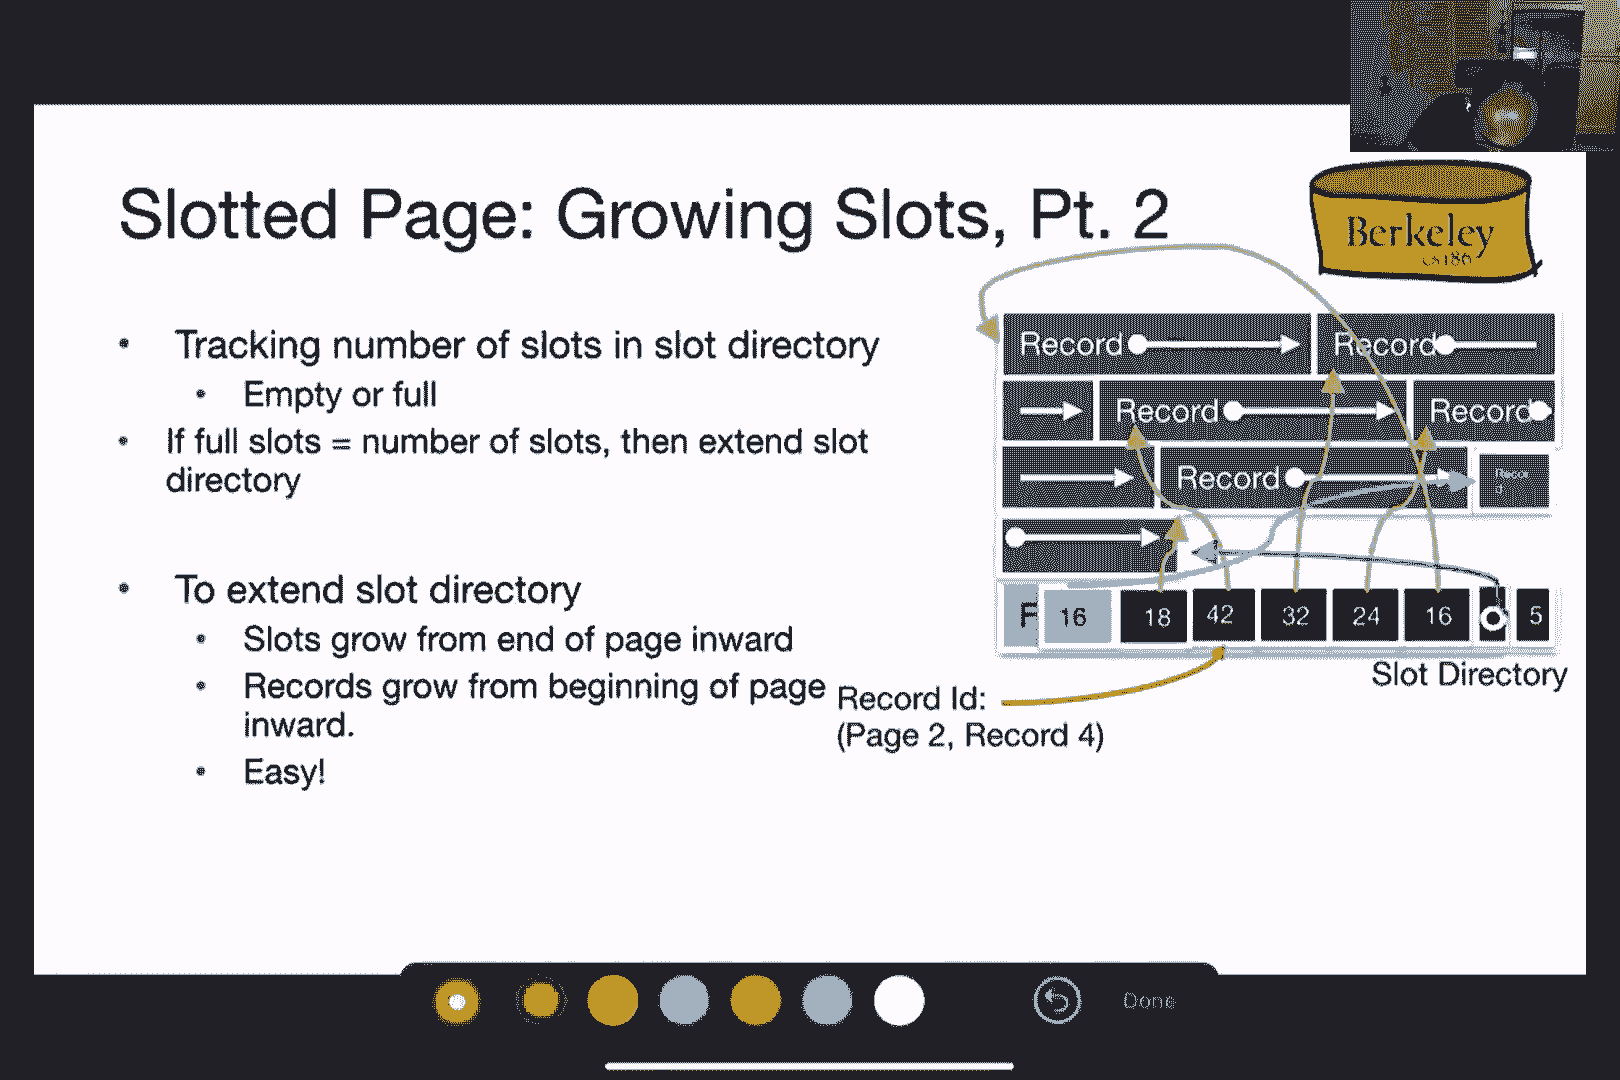 Slotted Page: Growing Slots, Pt. 2
Berkeley
cs186
• Tracking number of slots in slot directory
• Empty or full
• If full slots = number of slots, then extend slot
directory
• To extend slot directory
• Slots grow from end of page inward
• Records grow from beginning of page
inward.
• Easy!
Record Record
Record Record
Record Recor
d
F 16 18 42 32 24 16 5
Slot Directory
Record Id:
(Page 2, Record 4)
Done